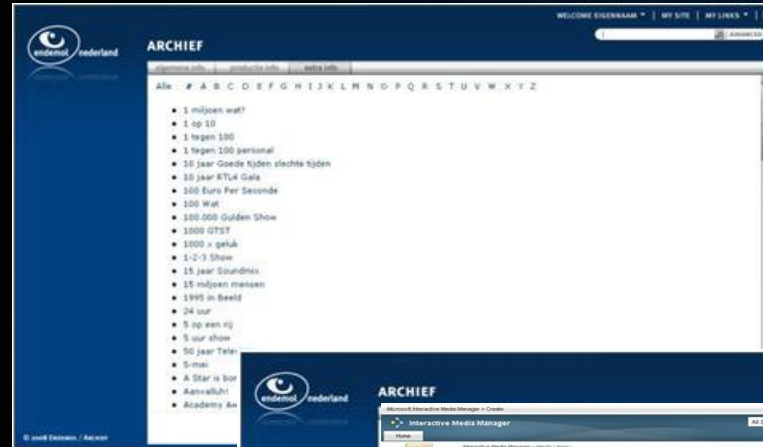 WELCOME EIGENNAAM | MY SITE | MY LINKS |
ADVANCED
endemol nederland
ARCHIEF
algemene info productie info extra info
Alle # A B C D E F G H I J K L M N O P Q R S T U V W X Y Z
1 miljoen wat?
1 op 10
1 tegen 100
1 tegen 100 personal
10 jaar Goede tijden slechte tijden
10 jaar RTL4 Gala
100 Euro Per Seconde
100 Wat
100.000 Gulden Show
1000 GTST
1000 x geluk
1-2-3 Show
15 jaar Soundmix
15 miljoen mensen
1995 in Beeld
24 uur
5 op een rij
5 uur show
50 jaar Tele
5-mei
A Star is bor
Aanvalluh!
Academy Aw
© 2008 Endemol / Archief
endemol nederland
ARCHIEF
Microsoft Interactive Media Manager > Create
Interactive Media Manager
Home
Interactive Media Manager > Media Library